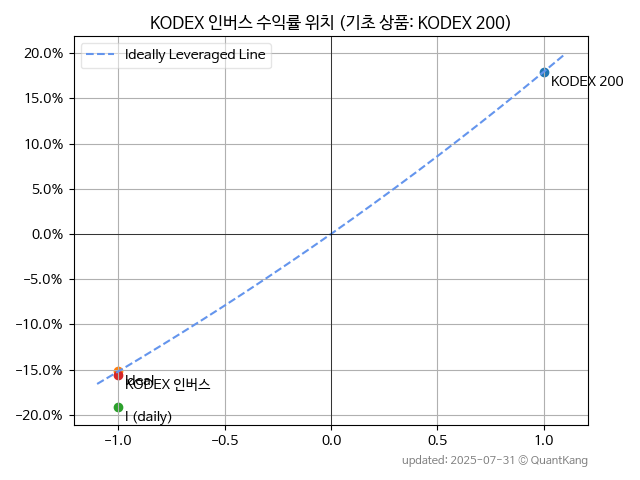 KODEX 인버스 수익률 위치 (기초 상품: KODEX 200)
Ideally Leveraged Line
20.0%
15.0%
10.0%
5.0%
0.0%
−5.0%
−10.0%
−15.0%
−20.0%
KODEX 200
Ideal
KODEX 인버스
I (daily)
−1.0
−0.5
0.0
0.5
1.0
updated: 2025-07-31 © QuantKang